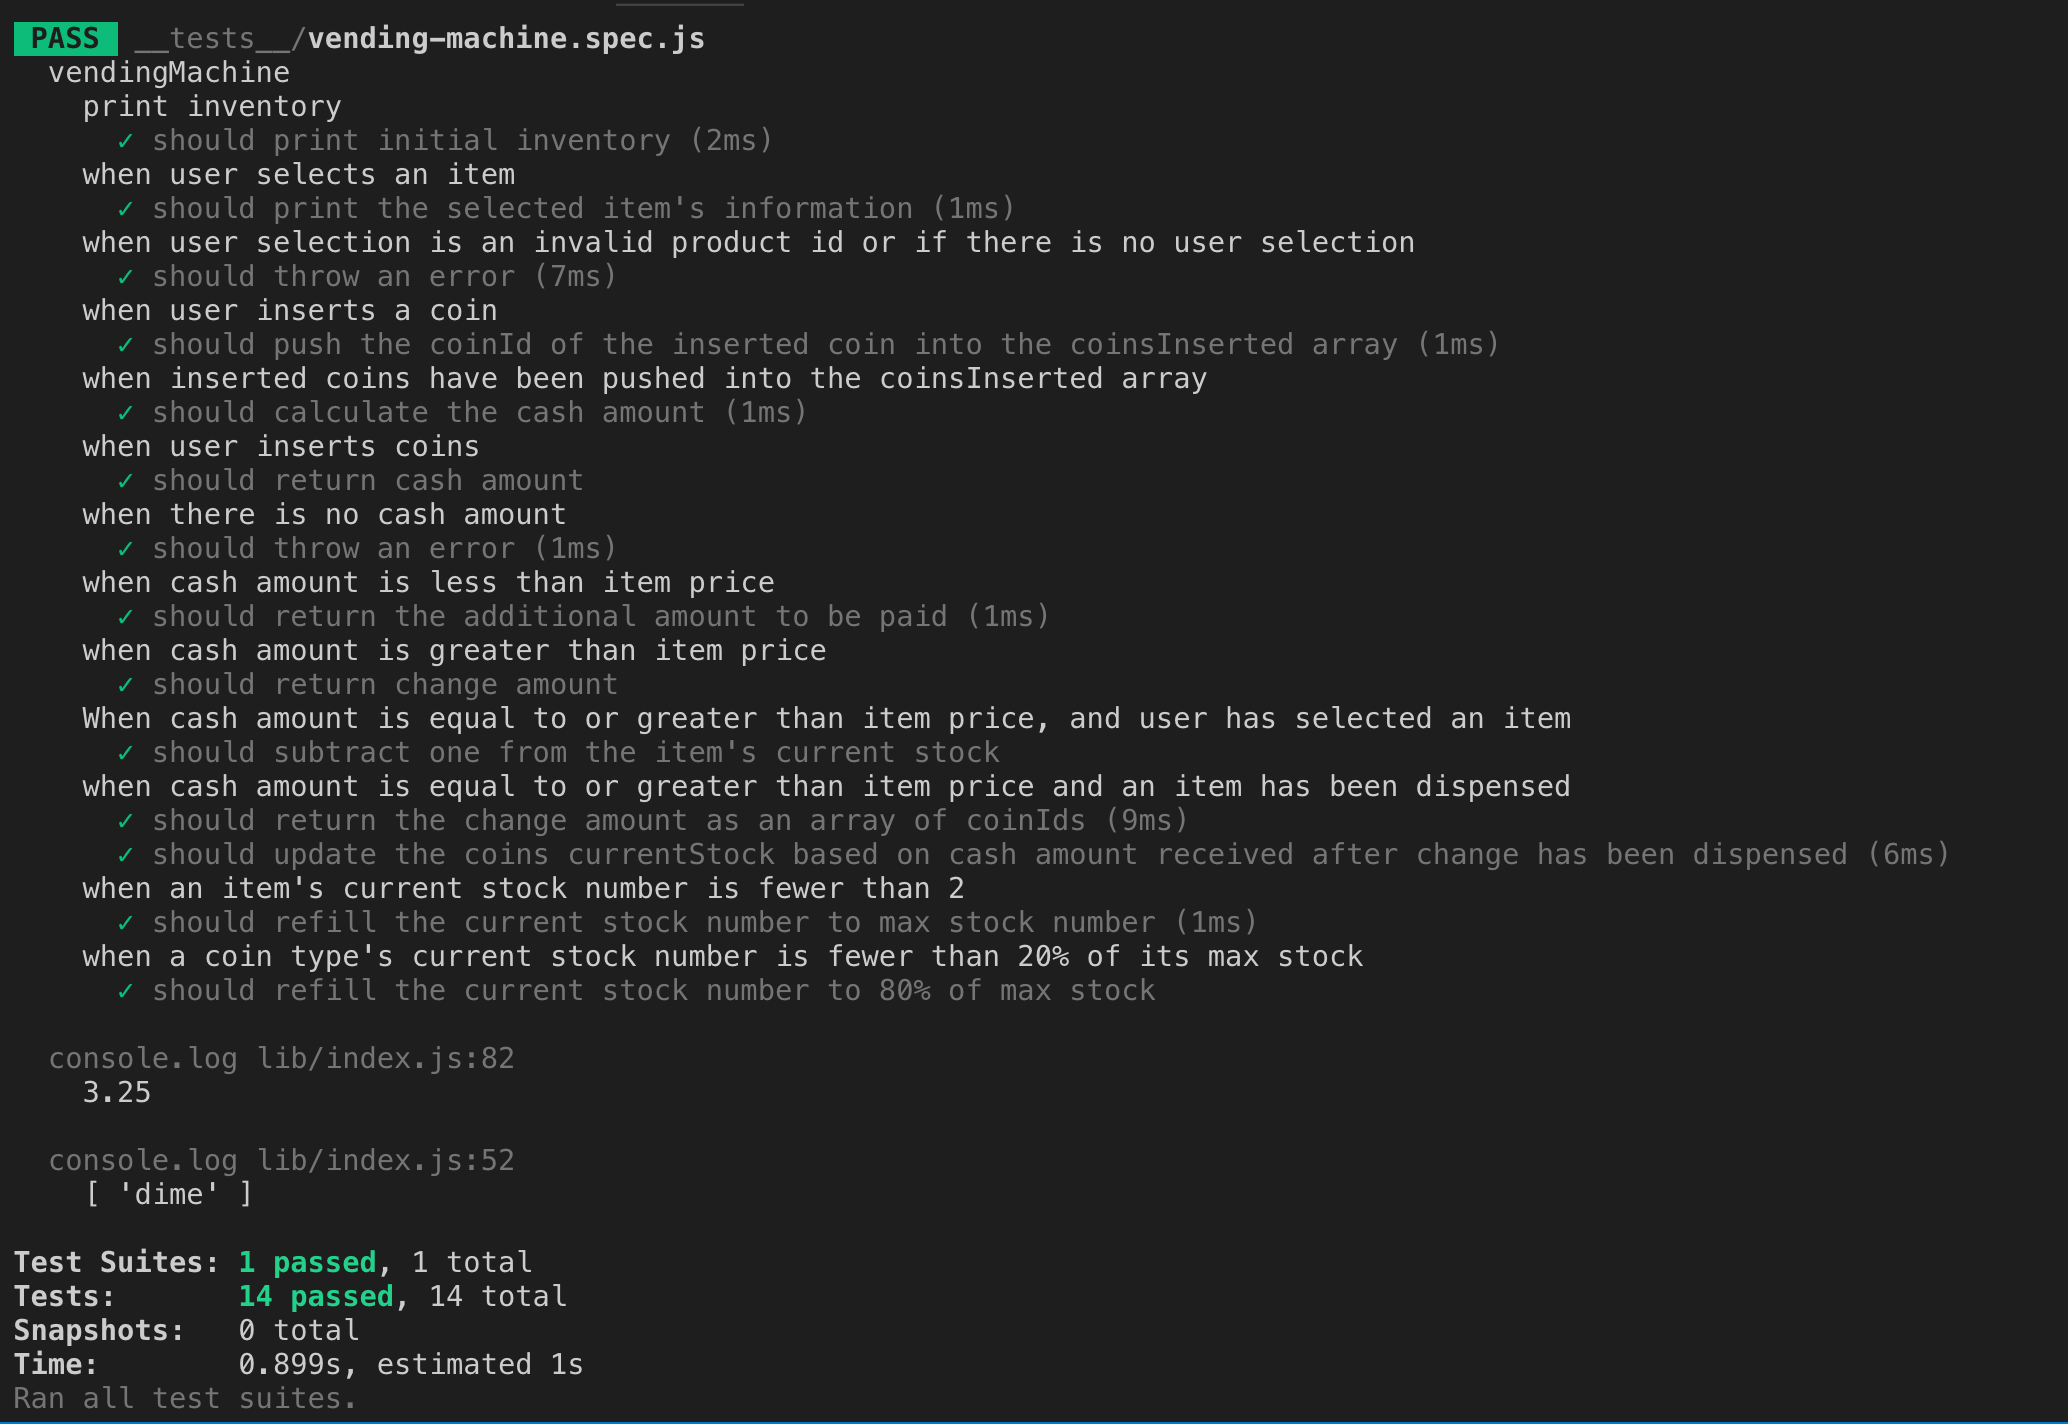 PASS __tests__/vending-machine.spec.js
vendingMachine
print inventory
✓ should print initial inventory (2ms)
when user selects an item
✓ should print the selected item's information (1ms)
when user selection is an invalid product id or if there is no user selection
✓ should throw an error (7ms)
when user inserts a coin
✓ should push the coinId of the inserted coin into the coinsInserted array (1ms)
when inserted coins have been pushed into the coinsInserted array
✓ should calculate the cash amount (1ms)
when user inserts coins
✓ should return cash amount
when there is no cash amount
✓ should throw an error (1ms)
when cash amount is less than item price
✓ should return the additional amount to be paid (1ms)
when cash amount is greater than item price
✓ should return change amount
When cash amount is equal to or greater than item price, and user has selected an item
✓ should subtract one from the item's current stock
when cash amount is equal to or greater than item price and an item has been dispensed
✓ should return the change amount as an array of coinIds (9ms)
✓ should update the coins currentStock based on cash amount received after change has been dispensed (6ms)
when an item's current stock number is fewer than 2
✓ should refill the current stock number to max stock number (1ms)
when a coin type's current stock number is fewer than 20% of its max stock
✓ should refill the current stock number to 80% of max stock
console.log lib/index.js:82
3.25
console.log lib/index.js:52
[ 'dime' ]
Test Suites: 1 passed, 1 total
Tests: 14 passed, 14 total
Snapshots: 0 total
Time: 0.899s, estimated 1s
Ran all test suites.